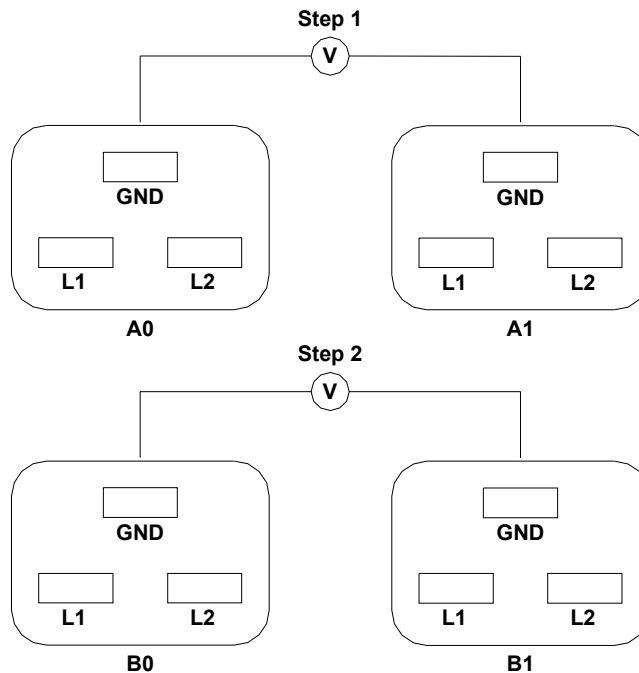 Step 1
V
GND
GND
L1 L2
L1 L2
A0
A1
Step 2
V
GND
GND
L1 L2
L1 L2
B0
B1